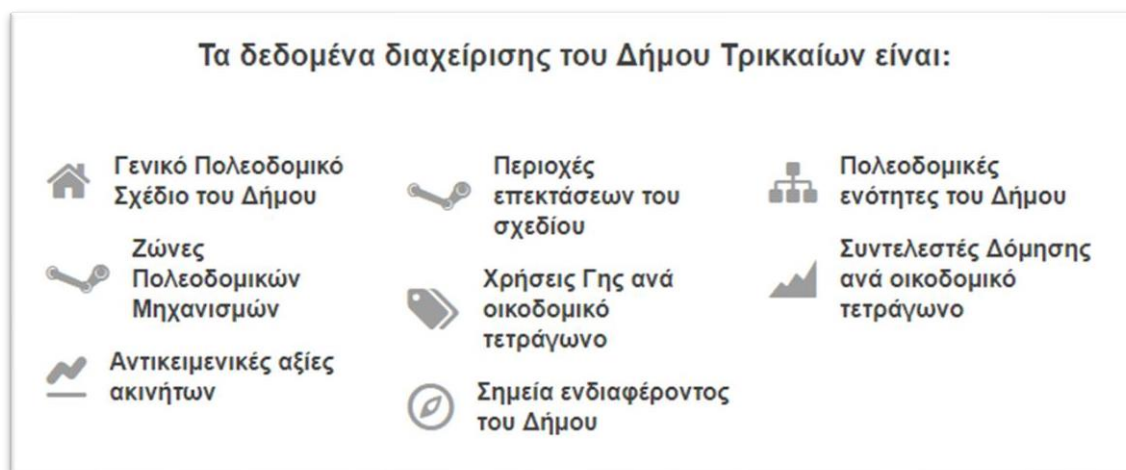 Τα δεδομένα διαχείρισης του Δήμου Τρικκαίων είναι:
Γενικό Πολεοδομικό
Σχέδιο του Δήμου
Ζώνες
Πολεοδομικών
Μηχανισμών
Αντικειμενικές αξίες
ακινήτων
Περιοχές
επεκτάσεων του
σχεδίου
Χρήσεις Γης ανά
οικοδομικό
τετράγωνο
Σημεία ενδιαφέροντος
του Δήμου
Πολεοδομικές
ενότητες του Δήμου
Συντελεστές Δόμησης
ανά οικοδομικό
τετράγωνο